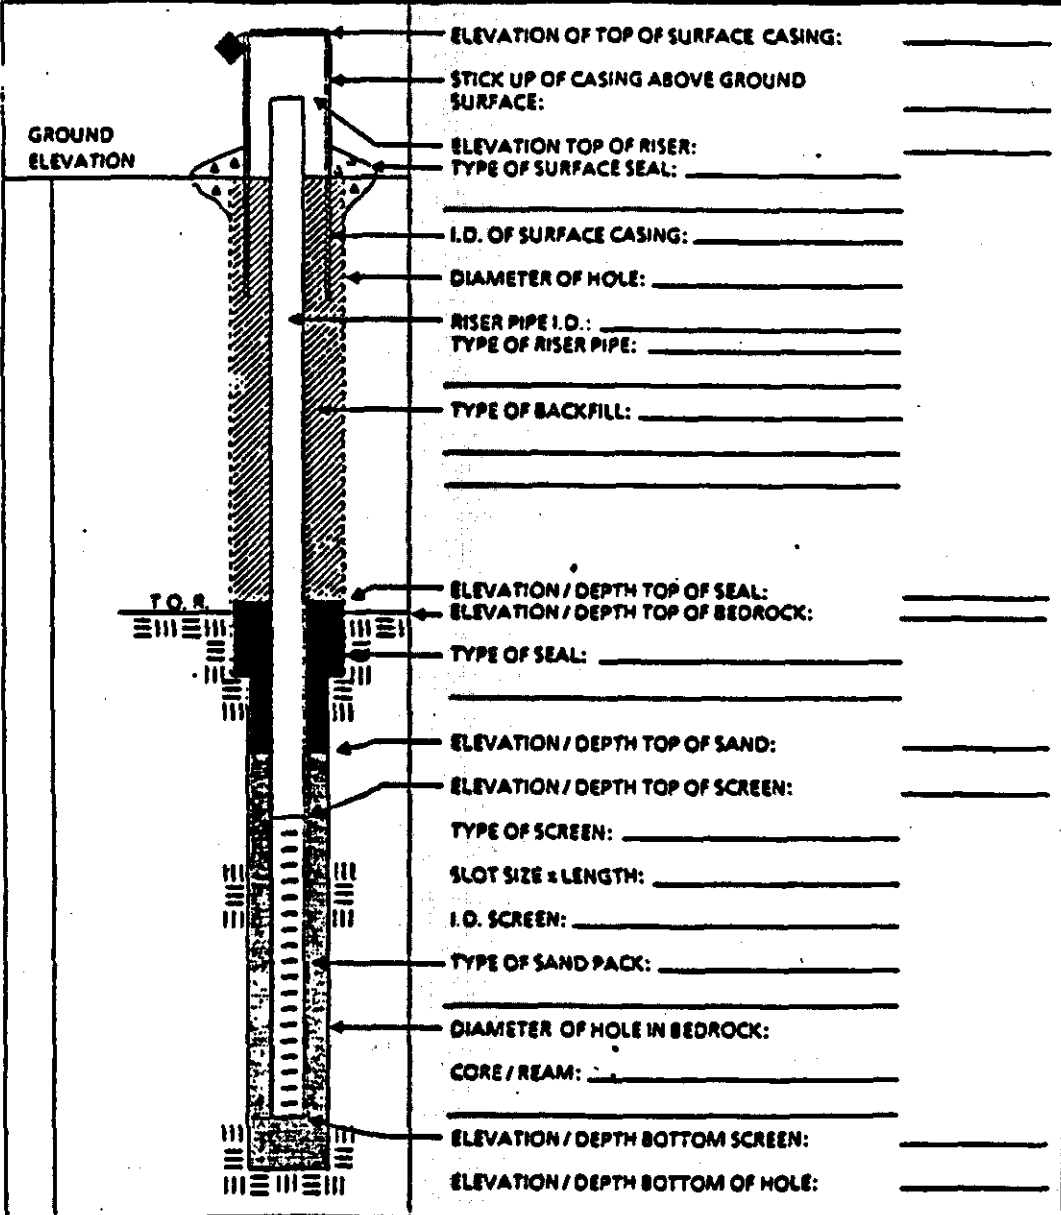 ELEVATION OF TOP OF SURFACE CASING:
STICK UP OF CASING ABOVE GROUND
SURFACE:
GROUND
ELEVATION
ELEVATION TOP OF RISER:
TYPE OF SURFACE SEAL:
I.D. OF SURFACE CASING:
DIAMETER OF HOLE:
RISER PIPE I.D.:
TYPE OF RISER PIPE:
TYPE OF BACKFILL:
ELEVATION / DEPTH TOP OF SEAL:
T.O.R.
ELEVATION / DEPTH TOP OF BEDROCK:
TYPE OF SEAL:
ELEVATION / DEPTH TOP OF SAND:
ELEVATION / DEPTH TOP OF SCREEN:
TYPE OF SCREEN:
SLOT SIZE x LENGTH:
I.D. SCREEN:
TYPE OF SAND PACK:
DIAMETER OF HOLE IN BEDROCK:
CORE / REAM:
ELEVATION / DEPTH BOTTOM SCREEN:
ELEVATION / DEPTH BOTTOM OF HOLE: